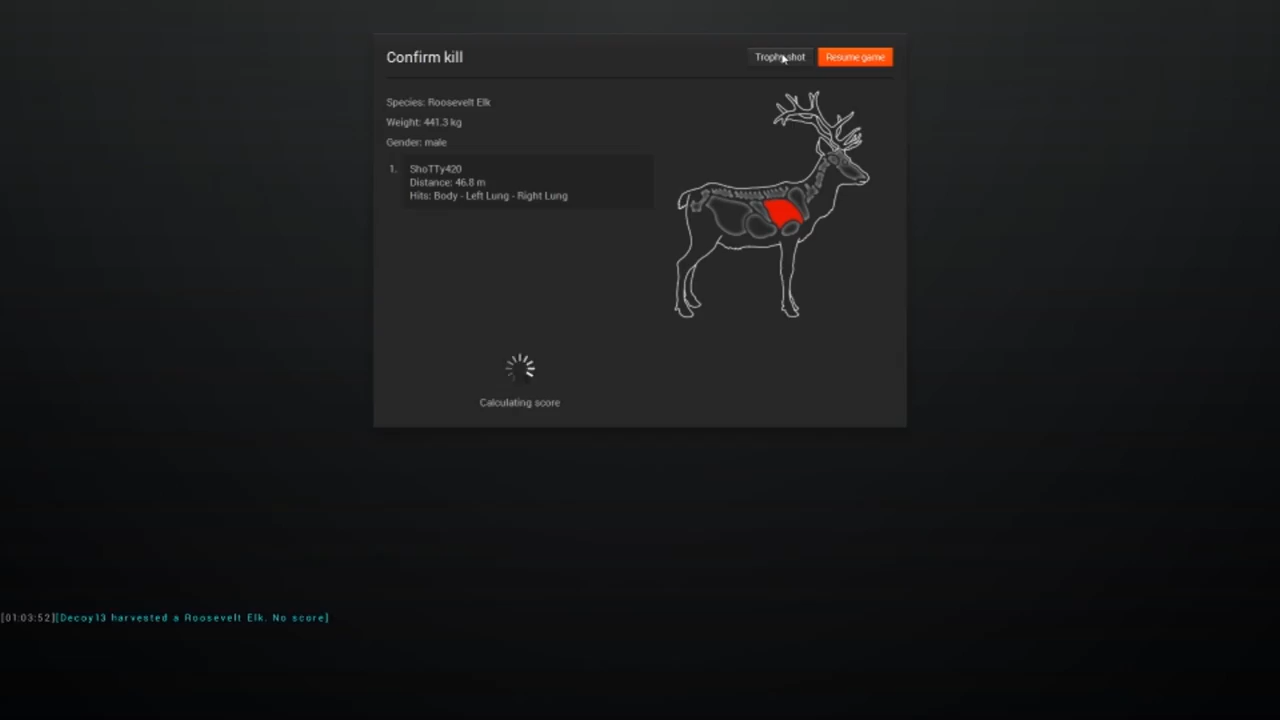 Confirm kill
Trophy shot
Resume game
Species: Roosevelt Elk
Weight: 441.3 kg
Gender: male
1.
ShoTTy420
Distance: 46.8 m
Hits: Body - Left Lung - Right Lung
Calculating score
[01:03:52][Decoy13 harvested a Roosevelt Elk. No score]